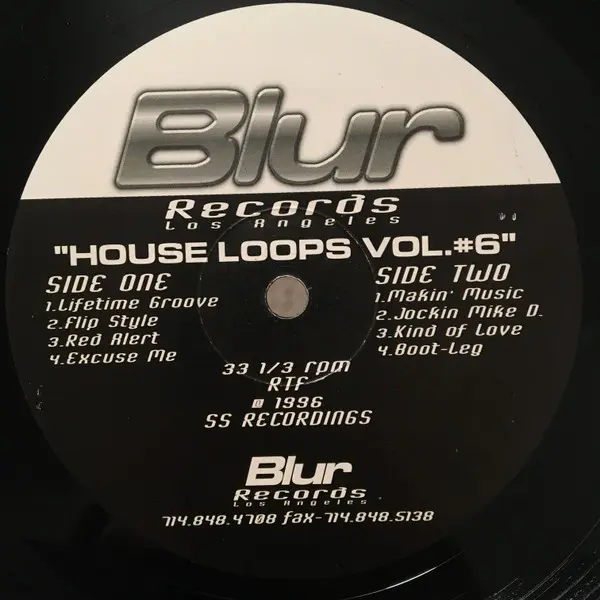 Blur
Records
Los Angeles
"HOUSE LOOPS VOL.#6"
SIDE ONE
1.Lifetime Groove
2.Flip Style
3.Red Alert
4.Excuse Me
SIDE TWO
1.Makin' Music
2.Jockin Mike D.
3.Kind of Love
4.Boot-Leg
33 1/3 rpm
RTF
℗ 1996
SS RECORDINGS
Blur
Records
Los Angeles
714.848.4708 fax-714.848.5138